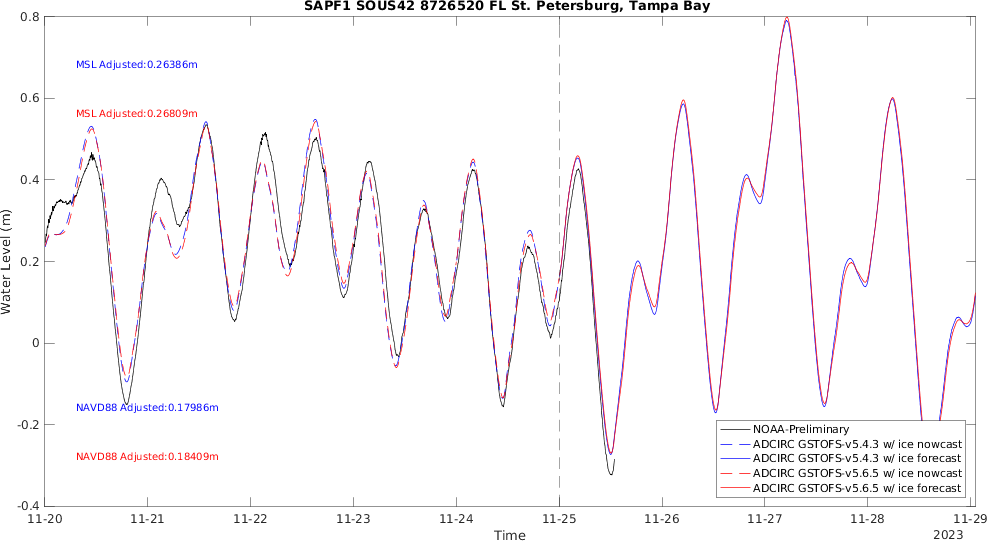 SAPF1 SOUS42 8726520 FL St. Petersburg, Tampa Bay
0.8
0.6
0.4
0.2
0
-0.2
-0.4
Water Level (m)
MSL Adjusted:0.26386m
MSL Adjusted:0.26809m
NAVD88 Adjusted:0.17986m
NAVD88 Adjusted:0.18409m
NOAA-Preliminary
ADCIRC GSTOFS-v5.4.3 w/ ice nowcast
ADCIRC GSTOFS-v5.4.3 w/ ice forecast
ADCIRC GSTOFS-v5.6.5 w/ ice nowcast
ADCIRC GSTOFS-v5.6.5 w/ ice forecast
11-20 11-21 11-22 11-23 11-24 11-25 11-26 11-27 11-28 11-29
Time
2023